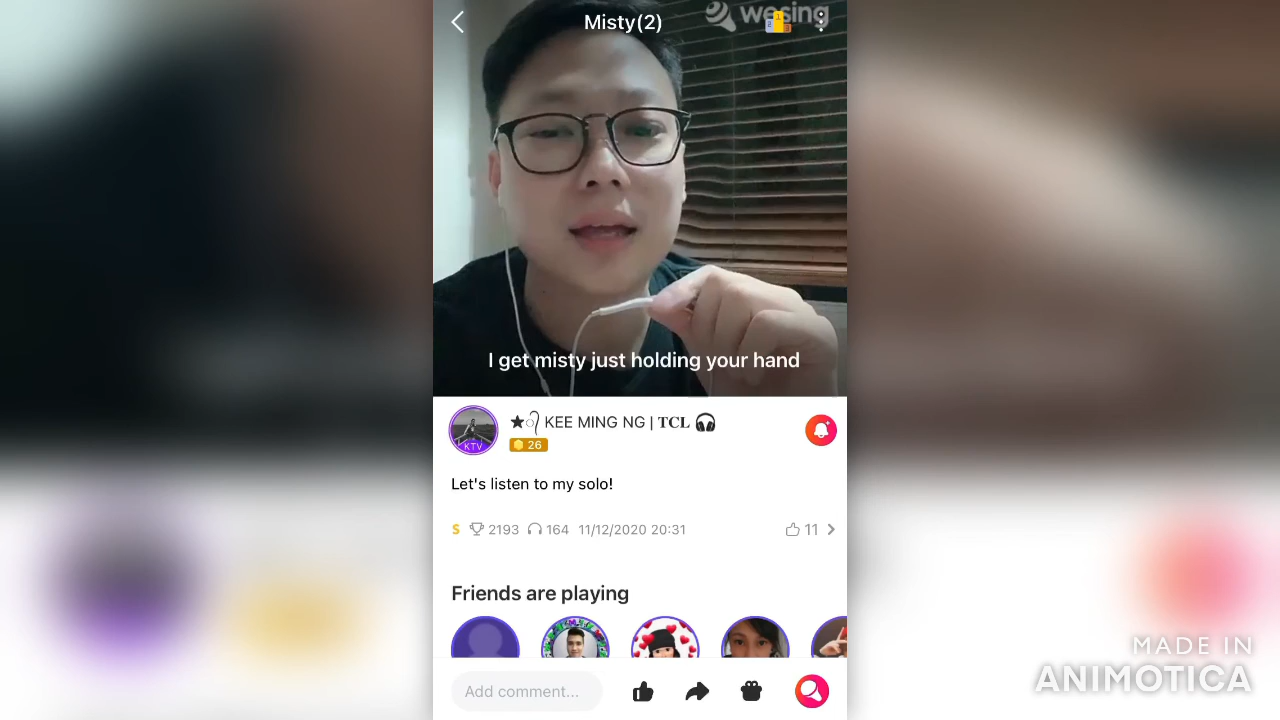 Misty(2)
wesing
I get misty just holding your hand
KTV
★ KEE MING NG | 𝐓𝐂𝐋 🎧
26
Let's listen to my solo!
S 2193 164 11/12/2020 20:31 11
Friends are playing
Add comment...
MADE IN
ANIMOTICA